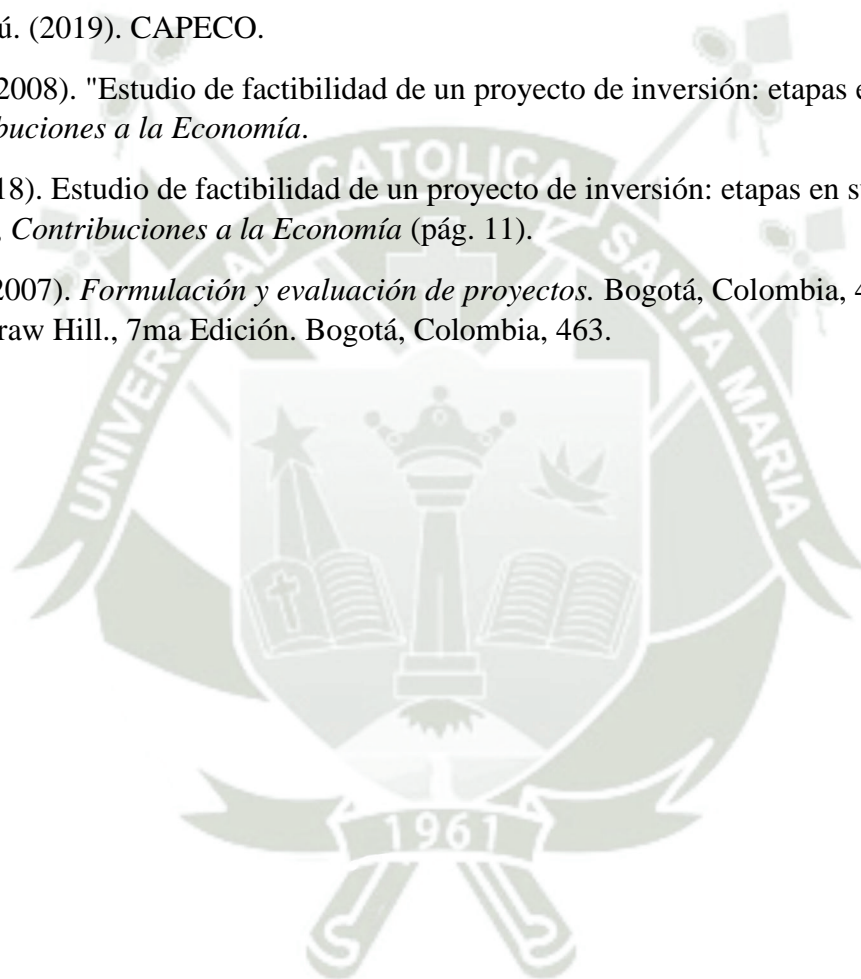 ú. (2019). CAPECO.
2008). "Estudio de factibilidad de un proyecto de inversión: etapas e
buciones a la Economía.
18). Estudio de factibilidad de un proyecto de inversión: etapas en s
, Contribuciones a la Economía (pág. 11).
2007). Formulación y evaluación de proyectos. Bogotá, Colombia, 4
raw Hill., 7ma Edición. Bogotá, Colombia, 463.
UNIVERSIDAD CATOLICA SANTA MARIA
1961